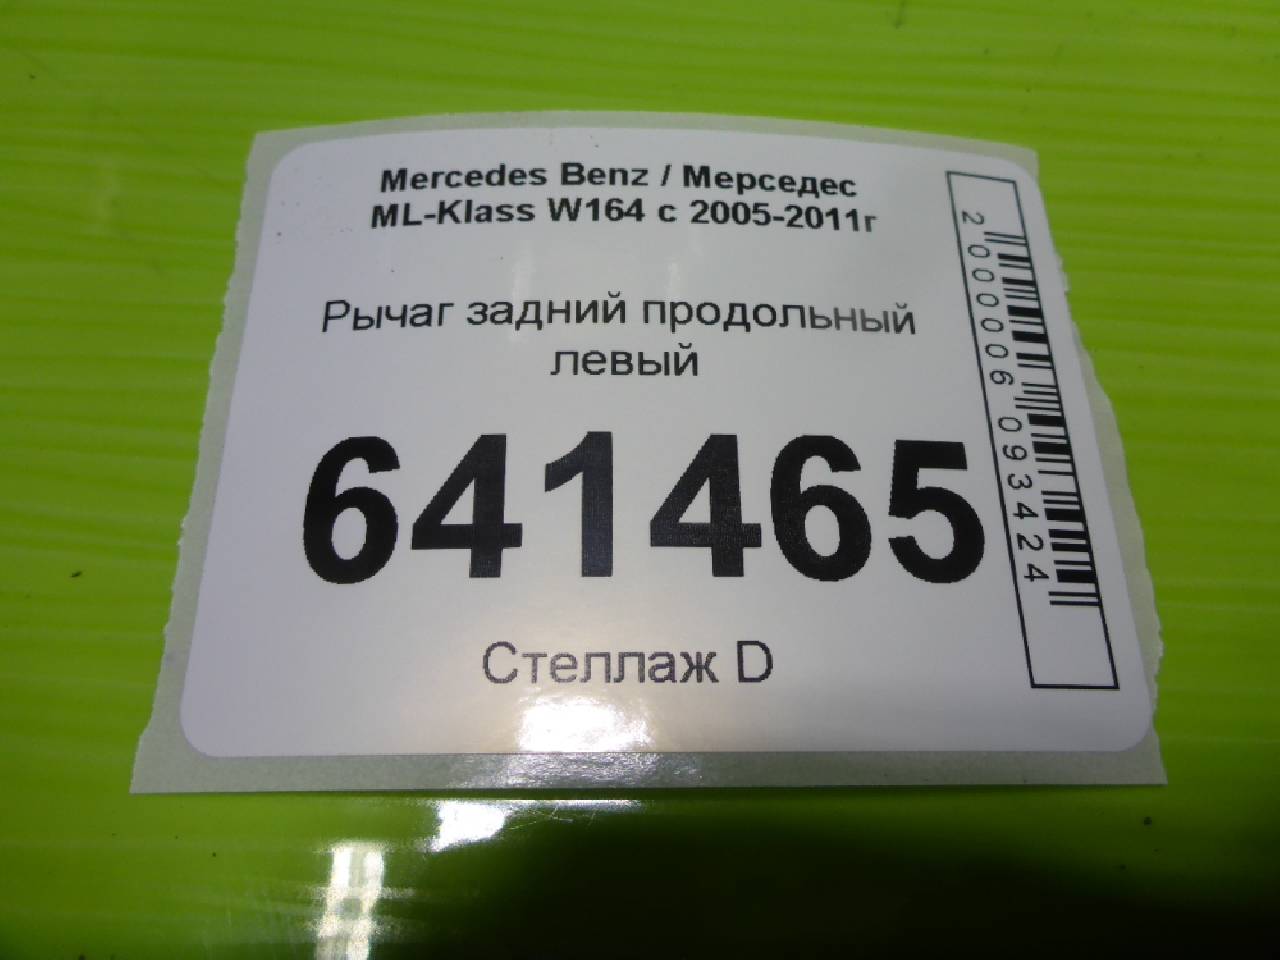 Mercedes Benz / Мерседес
ML-Klass W164 с 2005-2011г
Рычаг задний продольный
левый
641465
Стеллаж D
2000006093424